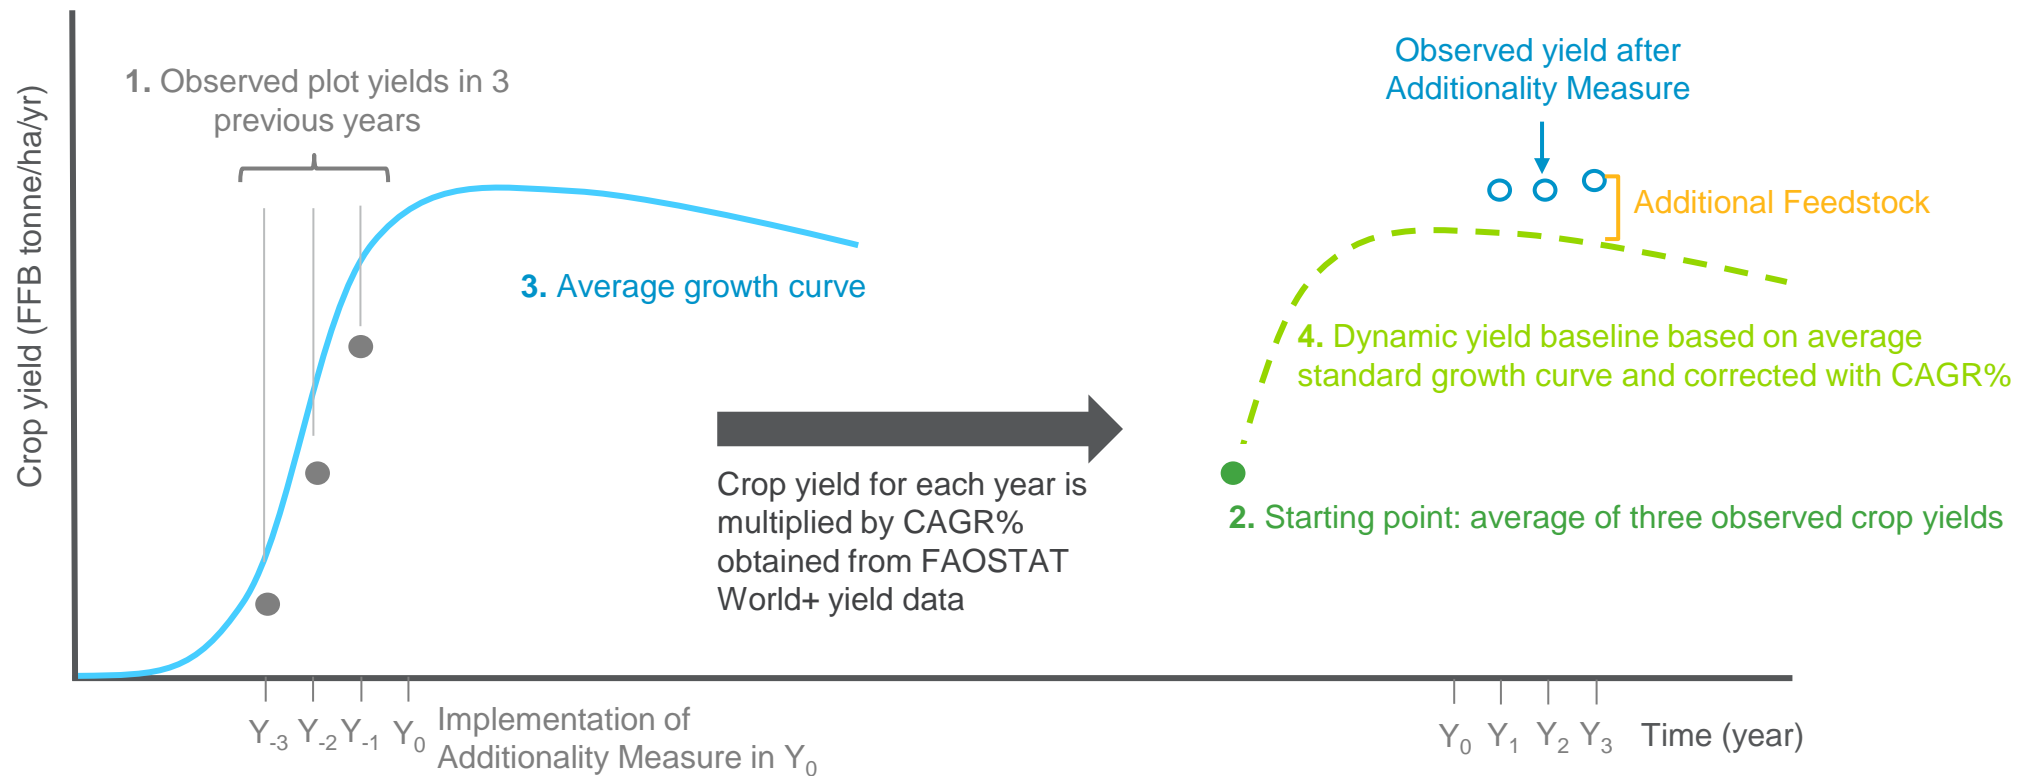 Crop yield (FFB tonne/ha/yr)
1. Observed plot yields in 3
previous years
3. Average growth curve
Crop yield for each year is
multiplied by CAGR%
obtained from FAOSTAT
World+ yield data
Observed yield after
Additionality Measure
Additional Feedstock
4. Dynamic yield baseline based on average
standard growth curve and corrected with CAGR%
2. Starting point: average of three observed crop yields
Y-3 Y-2 Y-1 Y0
Implementation of
Additionality Measure in Y0
Y0 Y1 Y2 Y3
Time (year)